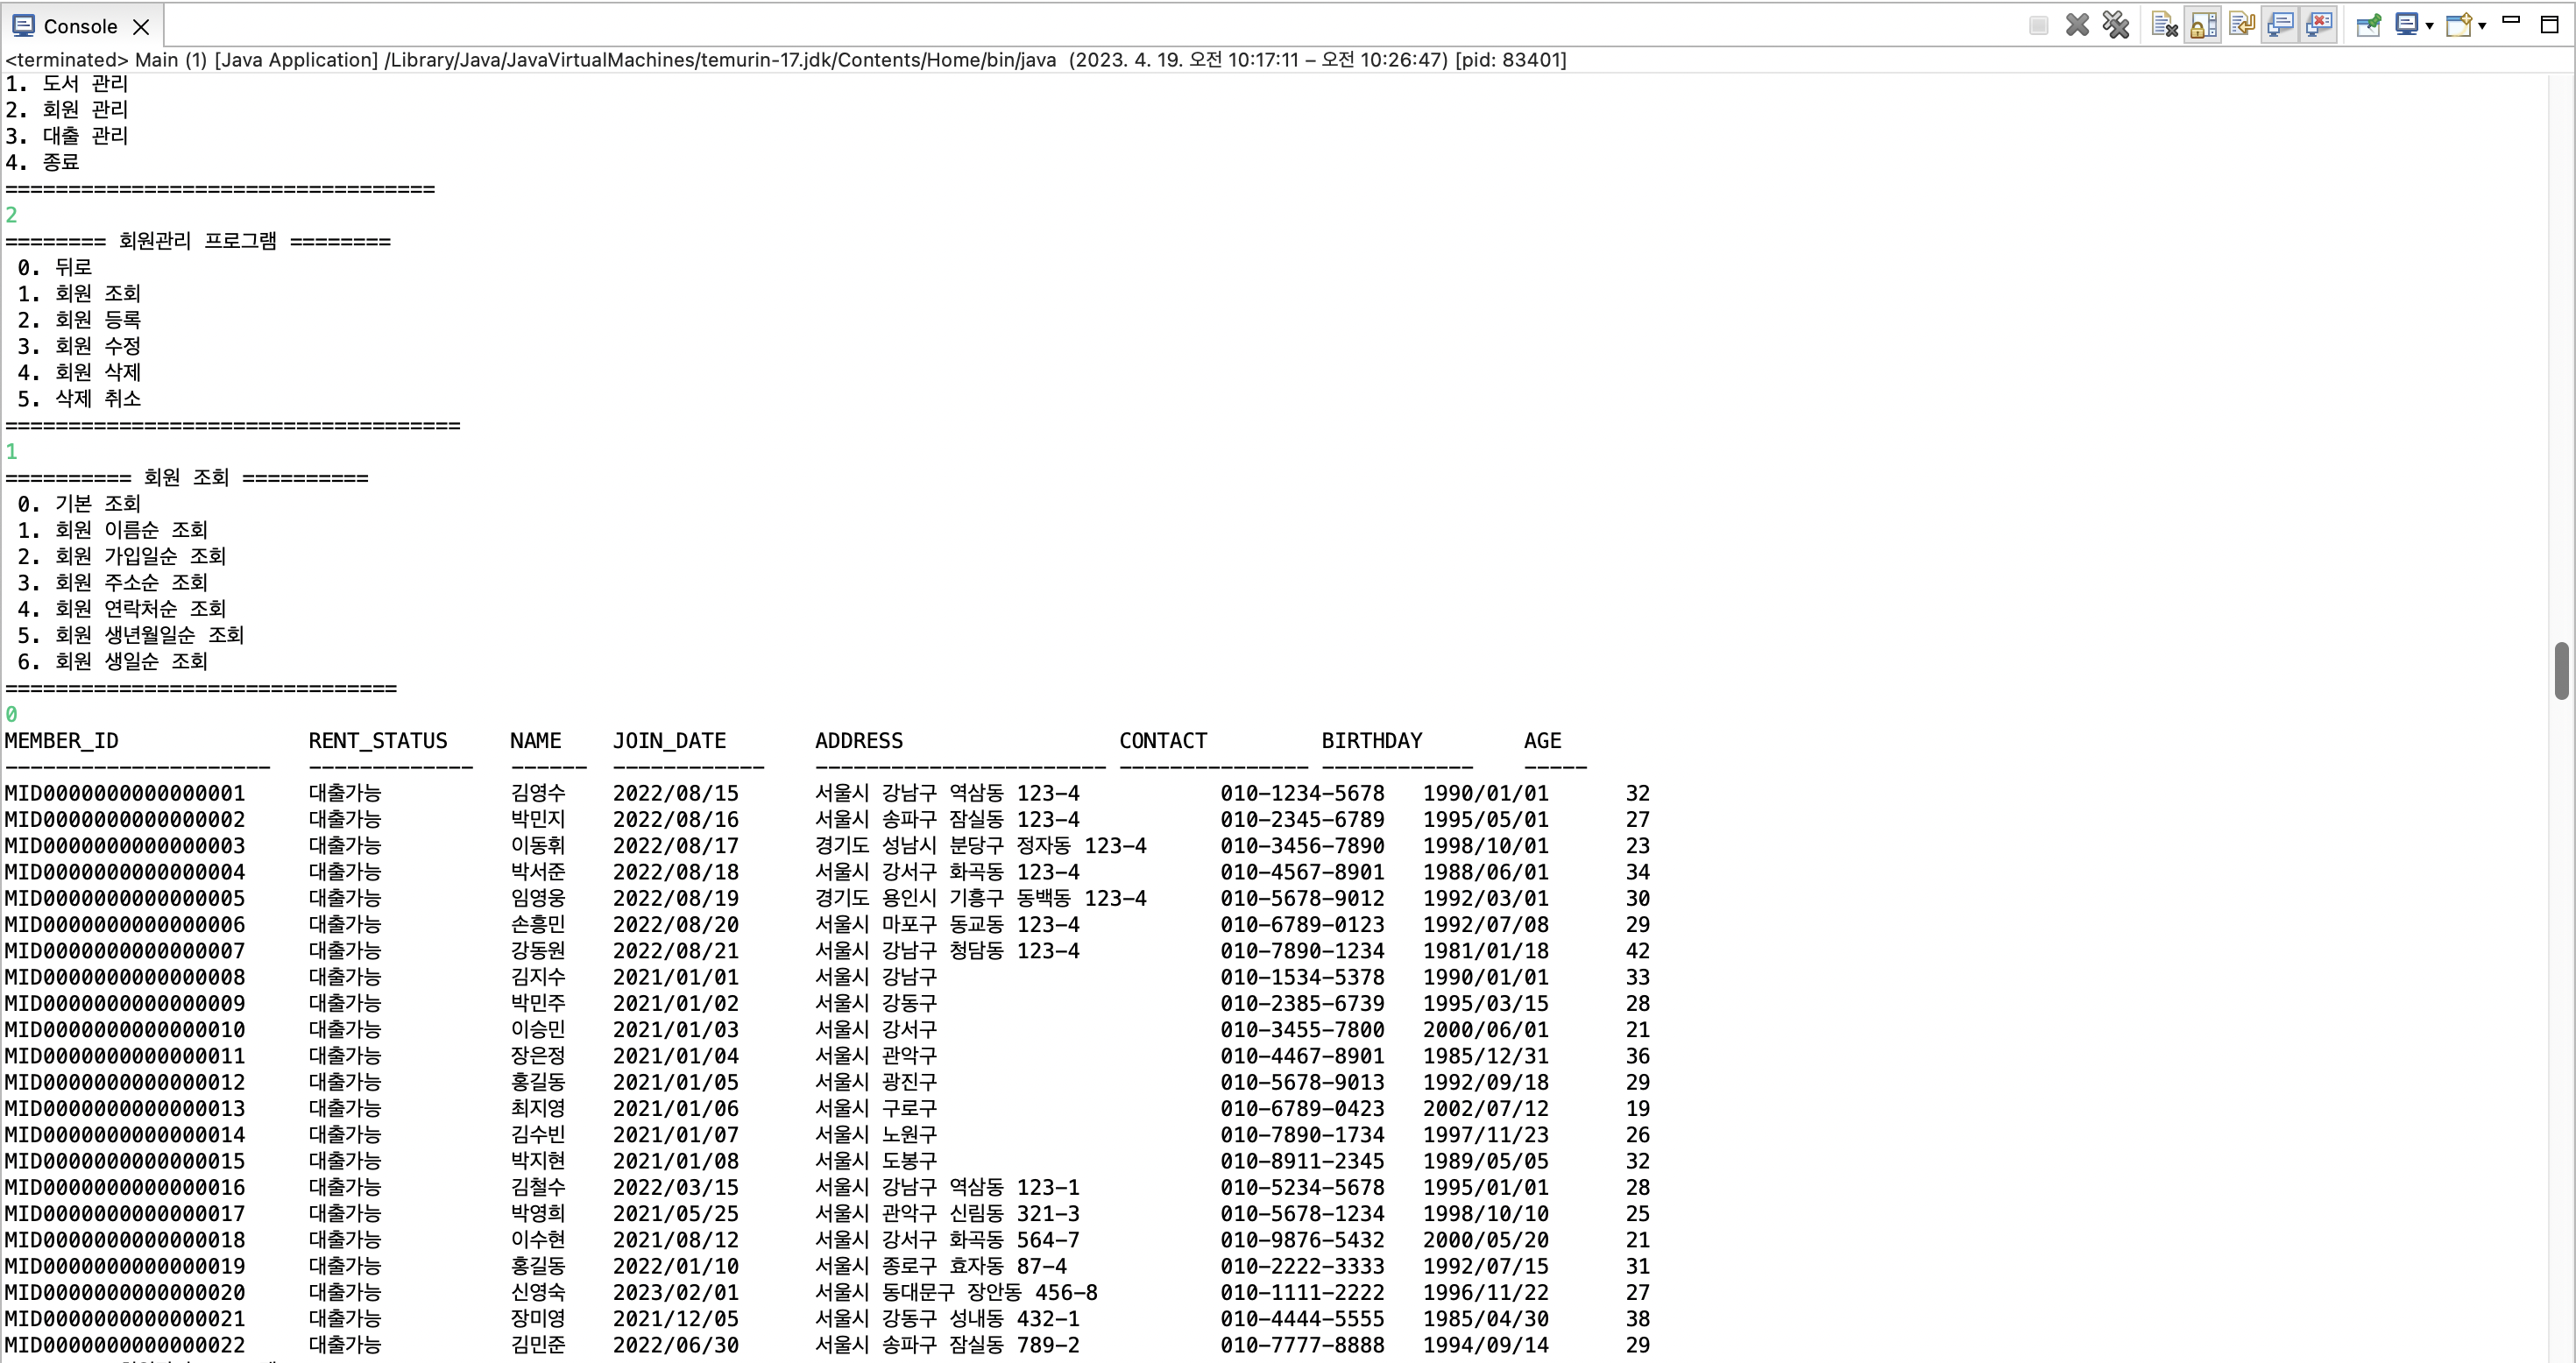 Console
<terminated> Main (1) [Java Application] /Library/Java/JavaVirtualMachines/temurin-17.jdk/Contents/Home/bin/java  (2023. 4. 19. 오전 10:17:11 – 오전 10:26:47) [pid: 83401]
1. 도서 관리
2. 회원 관리
3. 대출 관리
4. 종료
==================================
2
======== 회원관리 프로그램 ========
0. 뒤로
1. 회원 조회
2. 회원 등록
3. 회원 수정
4. 회원 삭제
5. 삭제 취소
====================================
1
========== 회원 조회 ==========
0. 기본 조회
1. 회원 이름순 조회
2. 회원 가입일순 조회
3. 회원 주소순 조회
4. 회원 연락처순 조회
5. 회원 생년월일순 조회
6. 회원 생일순 조회
===============================
0
MEMBER_ID RENT_STATUS NAME JOIN_DATE ADDRESS CONTACT BIRTHDAY AGE
--------------------- ------------- ------ ------------ ----------------------- --------------- ------------ -----
MID0000000000000001 대출가능 김영수 2022/08/15 서울시 강남구 역삼동 123-4 010-1234-5678 1990/01/01 32
MID0000000000000002 대출가능 박민지 2022/08/16 서울시 송파구 잠실동 123-4 010-2345-6789 1995/05/01 27
MID0000000000000003 대출가능 이동휘 2022/08/17 경기도 성남시 분당구 정자동 123-4 010-3456-7890 1998/10/01 23
MID0000000000000004 대출가능 박서준 2022/08/18 서울시 강서구 화곡동 123-4 010-4567-8901 1988/06/01 34
MID0000000000000005 대출가능 임영웅 2022/08/19 경기도 용인시 기흥구 동백동 123-4 010-5678-9012 1992/03/01 30
MID0000000000000006 대출가능 손흥민 2022/08/20 서울시 마포구 동교동 123-4 010-6789-0123 1992/07/08 29
MID0000000000000007 대출가능 강동원 2022/08/21 서울시 강남구 청담동 123-4 010-7890-1234 1981/01/18 42
MID0000000000000008 대출가능 김지수 2021/01/01 서울시 강남구 010-1534-5378 1990/01/01 33
MID0000000000000009 대출가능 박민주 2021/01/02 서울시 강동구 010-2385-6739 1995/03/15 28
MID0000000000000010 대출가능 이승민 2021/01/03 서울시 강서구 010-3455-7800 2000/06/01 21
MID0000000000000011 대출가능 장은정 2021/01/04 서울시 관악구 010-4467-8901 1985/12/31 36
MID0000000000000012 대출가능 홍길동 2021/01/05 서울시 광진구 010-5678-9013 1992/09/18 29
MID0000000000000013 대출가능 최지영 2021/01/06 서울시 구로구 010-6789-0423 2002/07/12 19
MID0000000000000014 대출가능 김수빈 2021/01/07 서울시 노원구 010-7890-1734 1997/11/23 26
MID0000000000000015 대출가능 박지현 2021/01/08 서울시 도봉구 010-8911-2345 1989/05/05 32
MID0000000000000016 대출가능 김철수 2022/03/15 서울시 강남구 역삼동 123-1 010-5234-5678 1995/01/01 28
MID0000000000000017 대출가능 박영희 2021/05/25 서울시 관악구 신림동 321-3 010-5678-1234 1998/10/10 25
MID0000000000000018 대출가능 이수현 2021/08/12 서울시 강서구 화곡동 564-7 010-9876-5432 2000/05/20 21
MID0000000000000019 대출가능 홍길동 2022/01/10 서울시 종로구 효자동 87-4 010-2222-3333 1992/07/15 31
MID0000000000000020 대출가능 신영숙 2023/02/01 서울시 동대문구 장안동 456-8 010-1111-2222 1996/11/22 27
MID0000000000000021 대출가능 장미영 2021/12/05 서울시 강동구 성내동 432-1 010-4444-5555 1985/04/30 38
MID0000000000000022 대출가능 김민준 2022/06/30 서울시 송파구 잠실동 789-2 010-7777-8888 1994/09/14 29